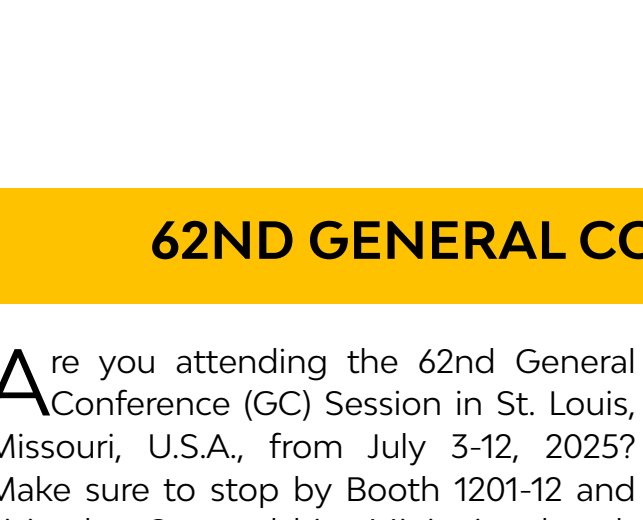 62ND GENERAL CO
Are you attending the 62nd General
Conference (GC) Session in St. Louis,
Missouri, U.S.A., from July 3-12, 2025?
Make sure to stop by Booth 1201-12 and